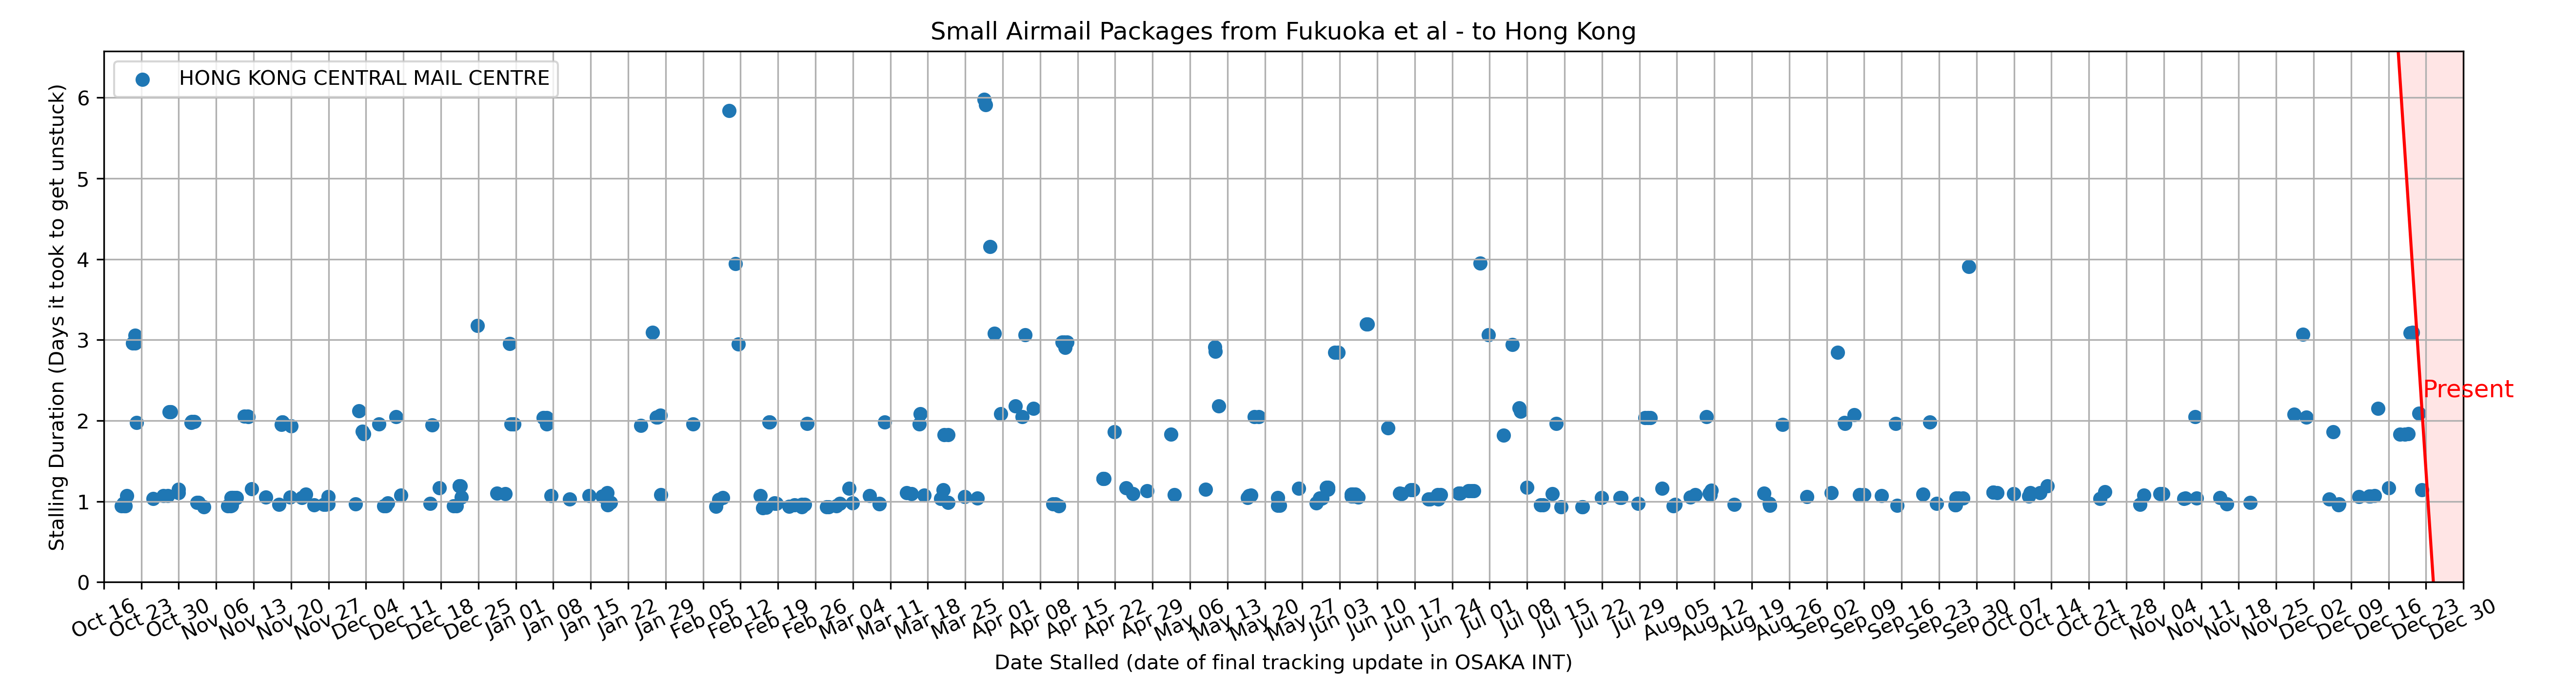 Small Airmail Packages from Fukuoka et al - to Hong Kong
HONG KONG CENTRAL MAIL CENTRE
Stalling Duration (Days it took to get unstuck)
6
5
4
3
2
1
0
Present
Oct 16
Oct 23
Oct 30
Nov 06
Nov 13
Nov 20
Nov 27
Dec 04
Dec 11
Dec 18
Dec 25
Jan 01
Jan 08
Jan 15
Jan 22
Jan 29
Feb 05
Feb 12
Feb 19
Feb 26
Mar 04
Mar 11
Mar 18
Mar 25
Apr 01
Apr 08
Apr 15
Apr 22
Apr 29
May 06
May 13
May 20
May 27
Jun 03
Jun 10
Jun 17
Jun 24
Jul 01
Jul 08
Jul 15
Jul 22
Jul 29
Aug 05
Aug 12
Aug 19
Aug 26
Sep 02
Sep 09
Sep 16
Sep 23
Sep 30
Oct 07
Oct 14
Oct 21
Oct 28
Nov 04
Nov 11
Nov 18
Nov 25
Dec 02
Dec 09
Dec 16
Dec 23
Dec 30
Date Stalled (date of final tracking update in OSAKA INT)